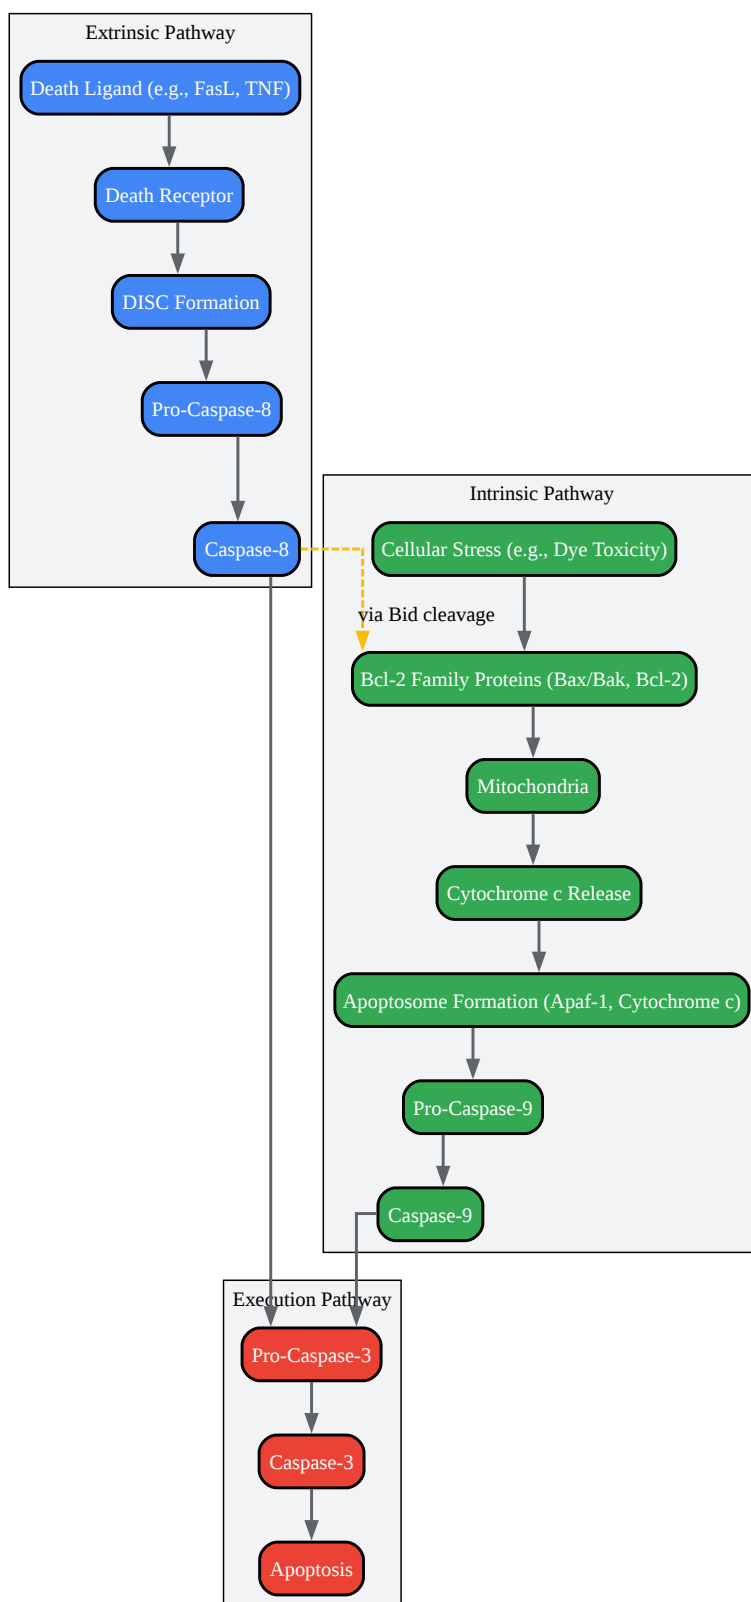 Extrinsic Pathway
Death Ligand (e.g., FasL, TNF)
Death Receptor
DISC Formation
Pro-Caspase-8
Caspase-8
Intrinsic Pathway
Cellular Stress (e.g., Dye Toxicity)
via Bid cleavage
Bcl-2 Family Proteins (Bax/Bak, Bcl-2)
Mitochondria
Cytochrome c Release
Apoptosome Formation (Apaf-1, Cytochrome c)
Pro-Caspase-9
Caspase-9
Execution Pathway
Pro-Caspase-3
Caspase-3
Apoptosis